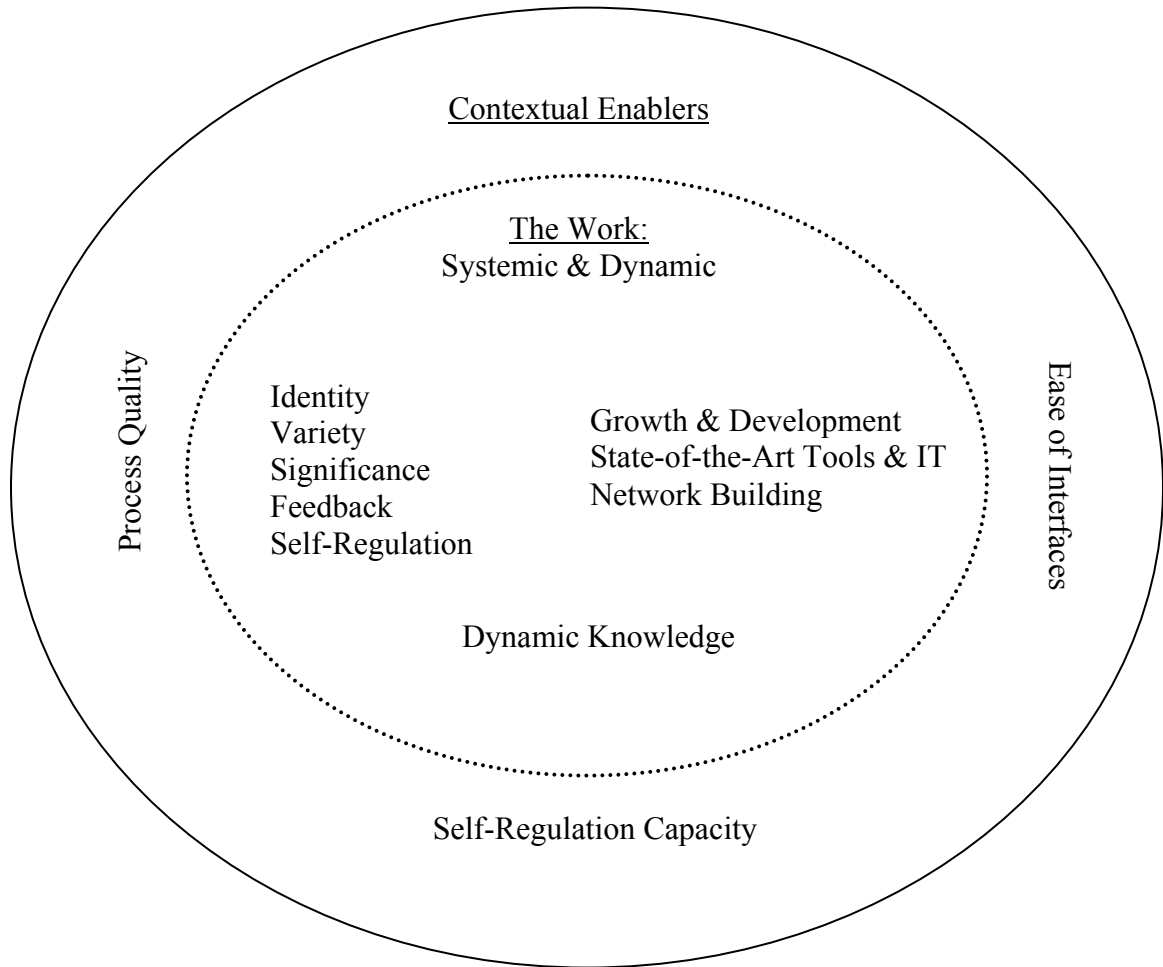 Contextual Enablers
The Work:
Systemic & Dynamic
Process Quality
Identity
Variety
Significance
Feedback
Self-Regulation
Growth & Development
State-of-the-Art Tools & IT
Network Building
Ease of Interfaces
Dynamic Knowledge
Self-Regulation Capacity